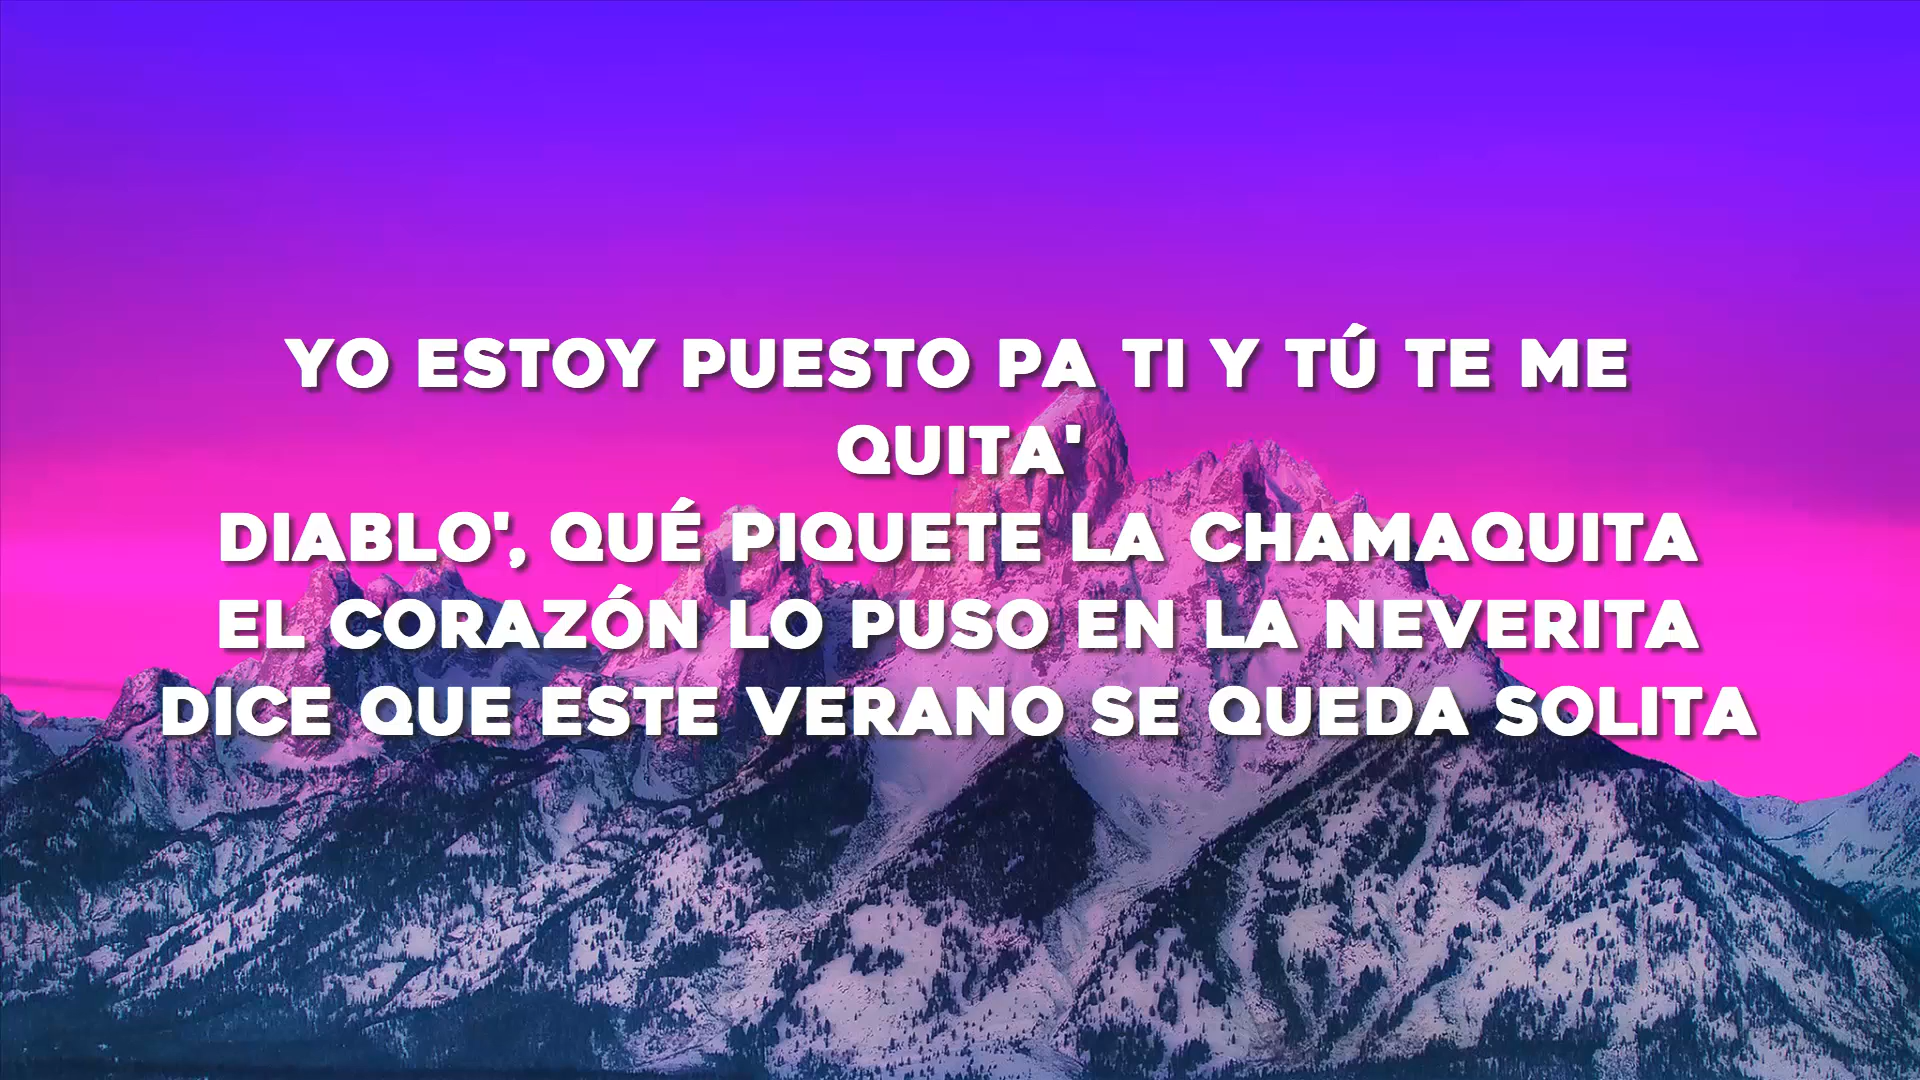 YO ESTOY PUESTO PA TI Y TÚ TE ME
QUITA'
DIABLO', QUÉ PIQUETE LA CHAMAQUITA
EL CORAZÓN LO PUSO EN LA NEVERITA
DICE QUE ESTE VERANO SE QUEDA SOLITA